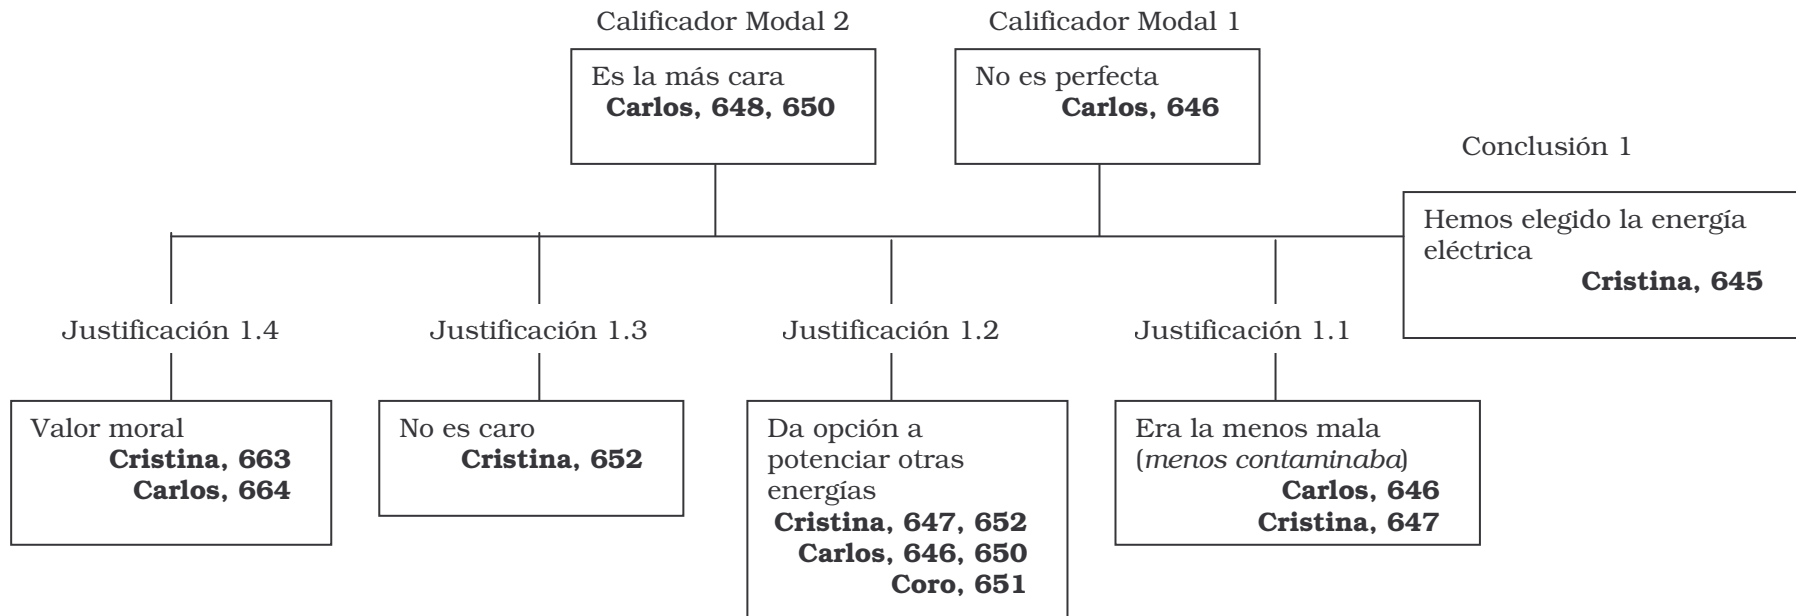 Calificador Modal 2
Calificador Modal 1
Es la más cara
Carlos, 648, 650
No es perfecta
Carlos, 646
Conclusión 1
Hemos elegido la energía
eléctrica
Cristina, 645
Justificación 1.4
Justificación 1.3
Justificación 1.2
Justificación 1.1
Valor moral
Cristina, 663
Carlos, 664
No es caro
Cristina, 652
Da opción a
potenciar otras
energías
Cristina, 647, 652
Carlos, 646, 650
Coro, 651
Era la menos mala
(menos contaminaba)
Carlos, 646
Cristina, 647